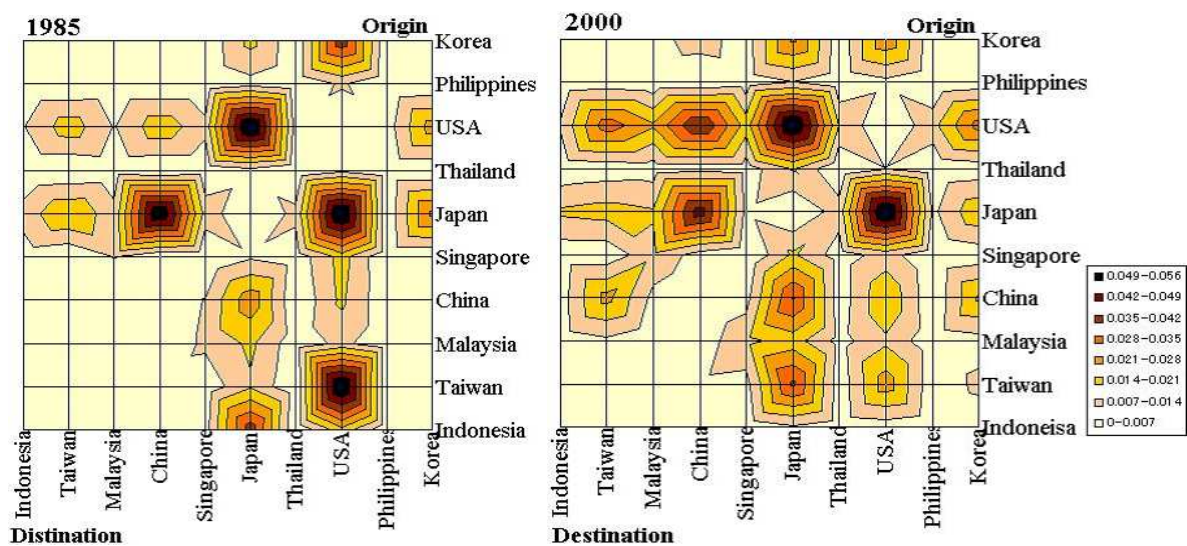 1985
Origin
Korea
Philippines
USA
Thailand
Japan
Singapore
China
Malaysia
Taiwan
Indonesia
Indonesia
Taiwan
Malaysia
China
Singapore
Japan
Thailand
USA
Philippines
Korea
Distination
2000
Origin
Korea
Philippines
USA
Thailand
Japan
Singapore
China
Malaysia
Taiwan
Indoneisa
Indonesia
Taiwan
Malaysia
China
Singapore
Japan
Thailand
USA
Philippines
Korea
Destination
0.049-0.056
0.042-0.049
0.035-0.042
0.028-0.035
0.021-0.028
0.014-0.021
0.007-0.014
0-0.007